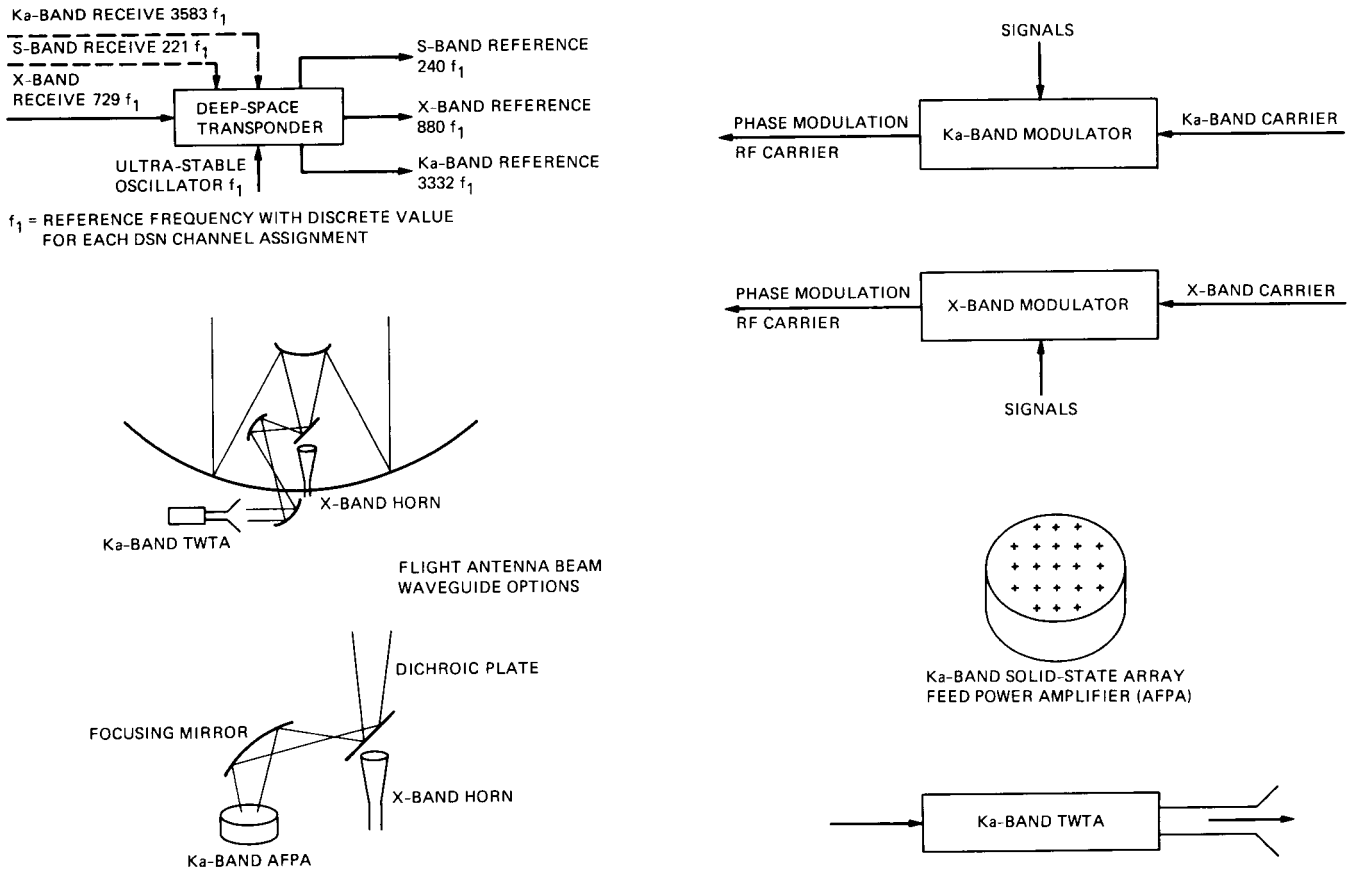 Ka-BAND RECEIVE 3583 f1
S-BAND RECEIVE 221 f1
X-BAND
RECEIVE 729 f1
DEEP-SPACE
TRANSPONDER
S-BAND REFERENCE
240 f1
X-BAND REFERENCE
880 f1
Ka-BAND REFERENCE
3332 f1
ULTRA-STABLE
OSCILLATOR f1
f1 = REFERENCE FREQUENCY WITH DISCRETE VALUE
FOR EACH DSN CHANNEL ASSIGNMENT
X-BAND HORN
Ka-BAND TWTA
FLIGHT ANTENNA BEAM
WAVEGUIDE OPTIONS
DICHROIC PLATE
FOCUSING MIRROR
X-BAND HORN
Ka-BAND AFPA
SIGNALS
PHASE MODULATION
RF CARRIER
Ka-BAND MODULATOR
Ka-BAND CARRIER
PHASE MODULATION
RF CARRIER
X-BAND MODULATOR
X-BAND CARRIER
SIGNALS
Ka-BAND SOLID-STATE ARRAY
FEED POWER AMPLIFIER (AFPA)
Ka-BAND TWTA